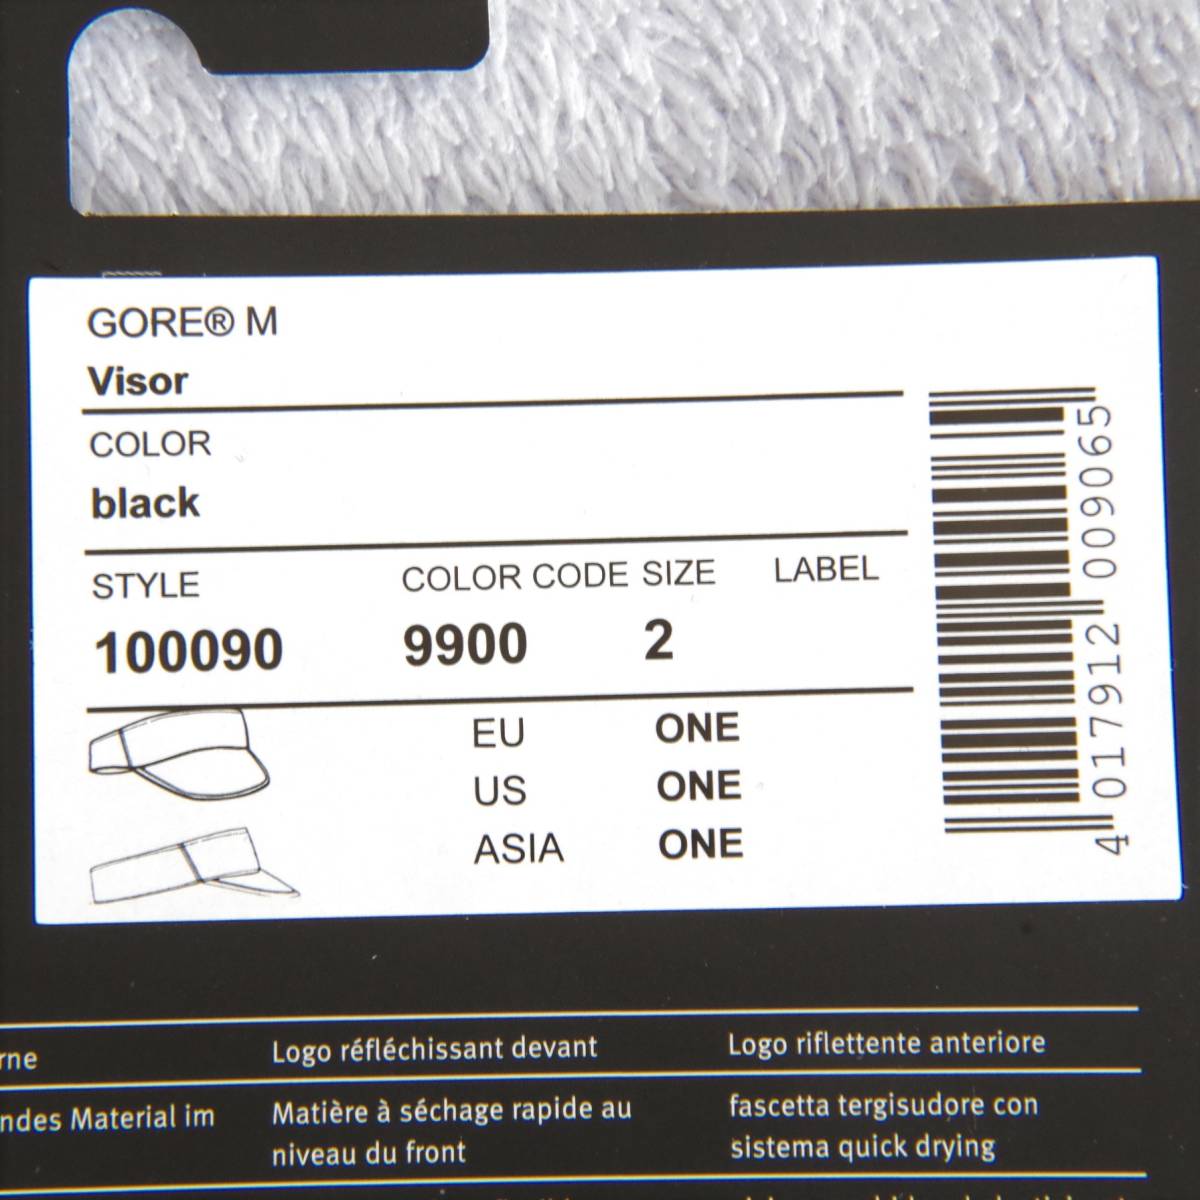 GORE® M
Visor
COLOR
black
STYLE COLOR CODE SIZE LABEL
100090 9900 2
EU ONE
US ONE
ASIA ONE
4 017912 009065
rne Logo réfléchissant devant Logo riflettente anteriore
ndes Material im Matière à séchage rapide au fascetta tergisudore con
niveau du front sistema quick drying